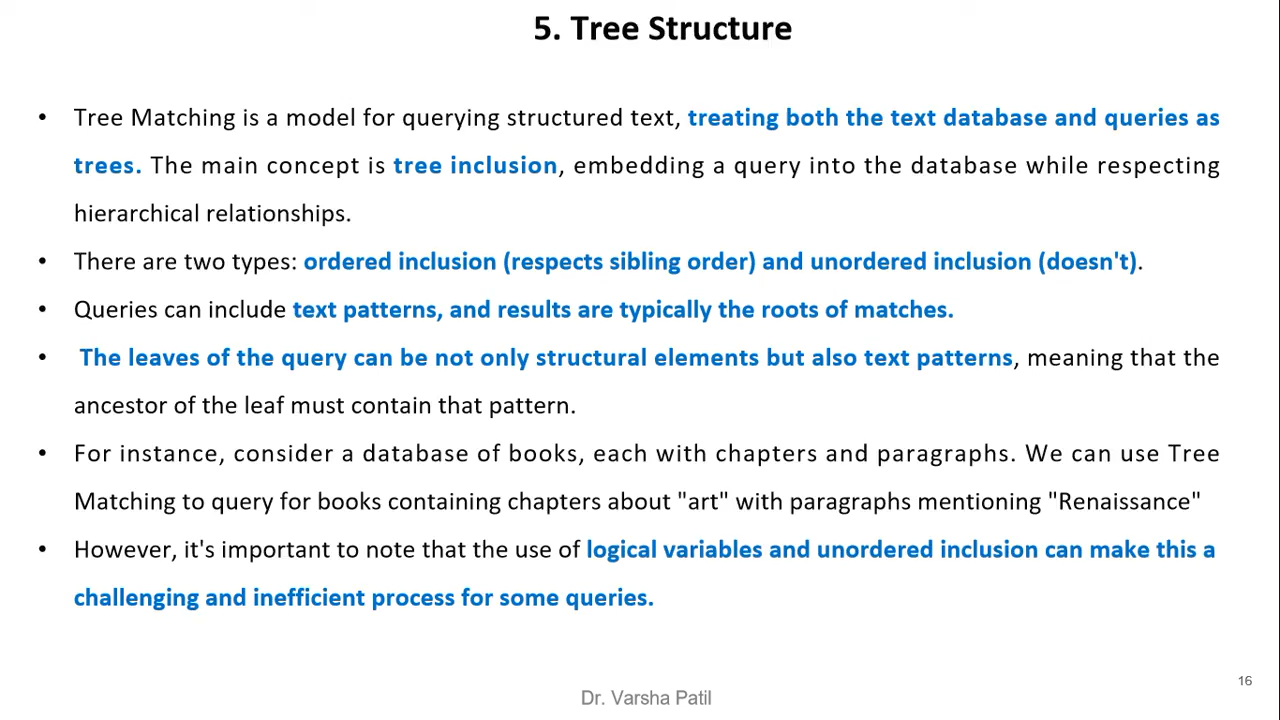 5. Tree Structure
• Tree Matching is a model for querying structured text, treating both the text database and queries as
trees. The main concept is tree inclusion, embedding a query into the database while respecting
hierarchical relationships.
• There are two types: ordered inclusion (respects sibling order) and unordered inclusion (doesn't).
• Queries can include text patterns, and results are typically the roots of matches.
• The leaves of the query can be not only structural elements but also text patterns, meaning that the
ancestor of the leaf must contain that pattern.
• For instance, consider a database of books, each with chapters and paragraphs. We can use Tree
Matching to query for books containing chapters about "art" with paragraphs mentioning "Renaissance"
• However, it's important to note that the use of logical variables and unordered inclusion can make this a
challenging and inefficient process for some queries.
16
Dr. Varsha Patil